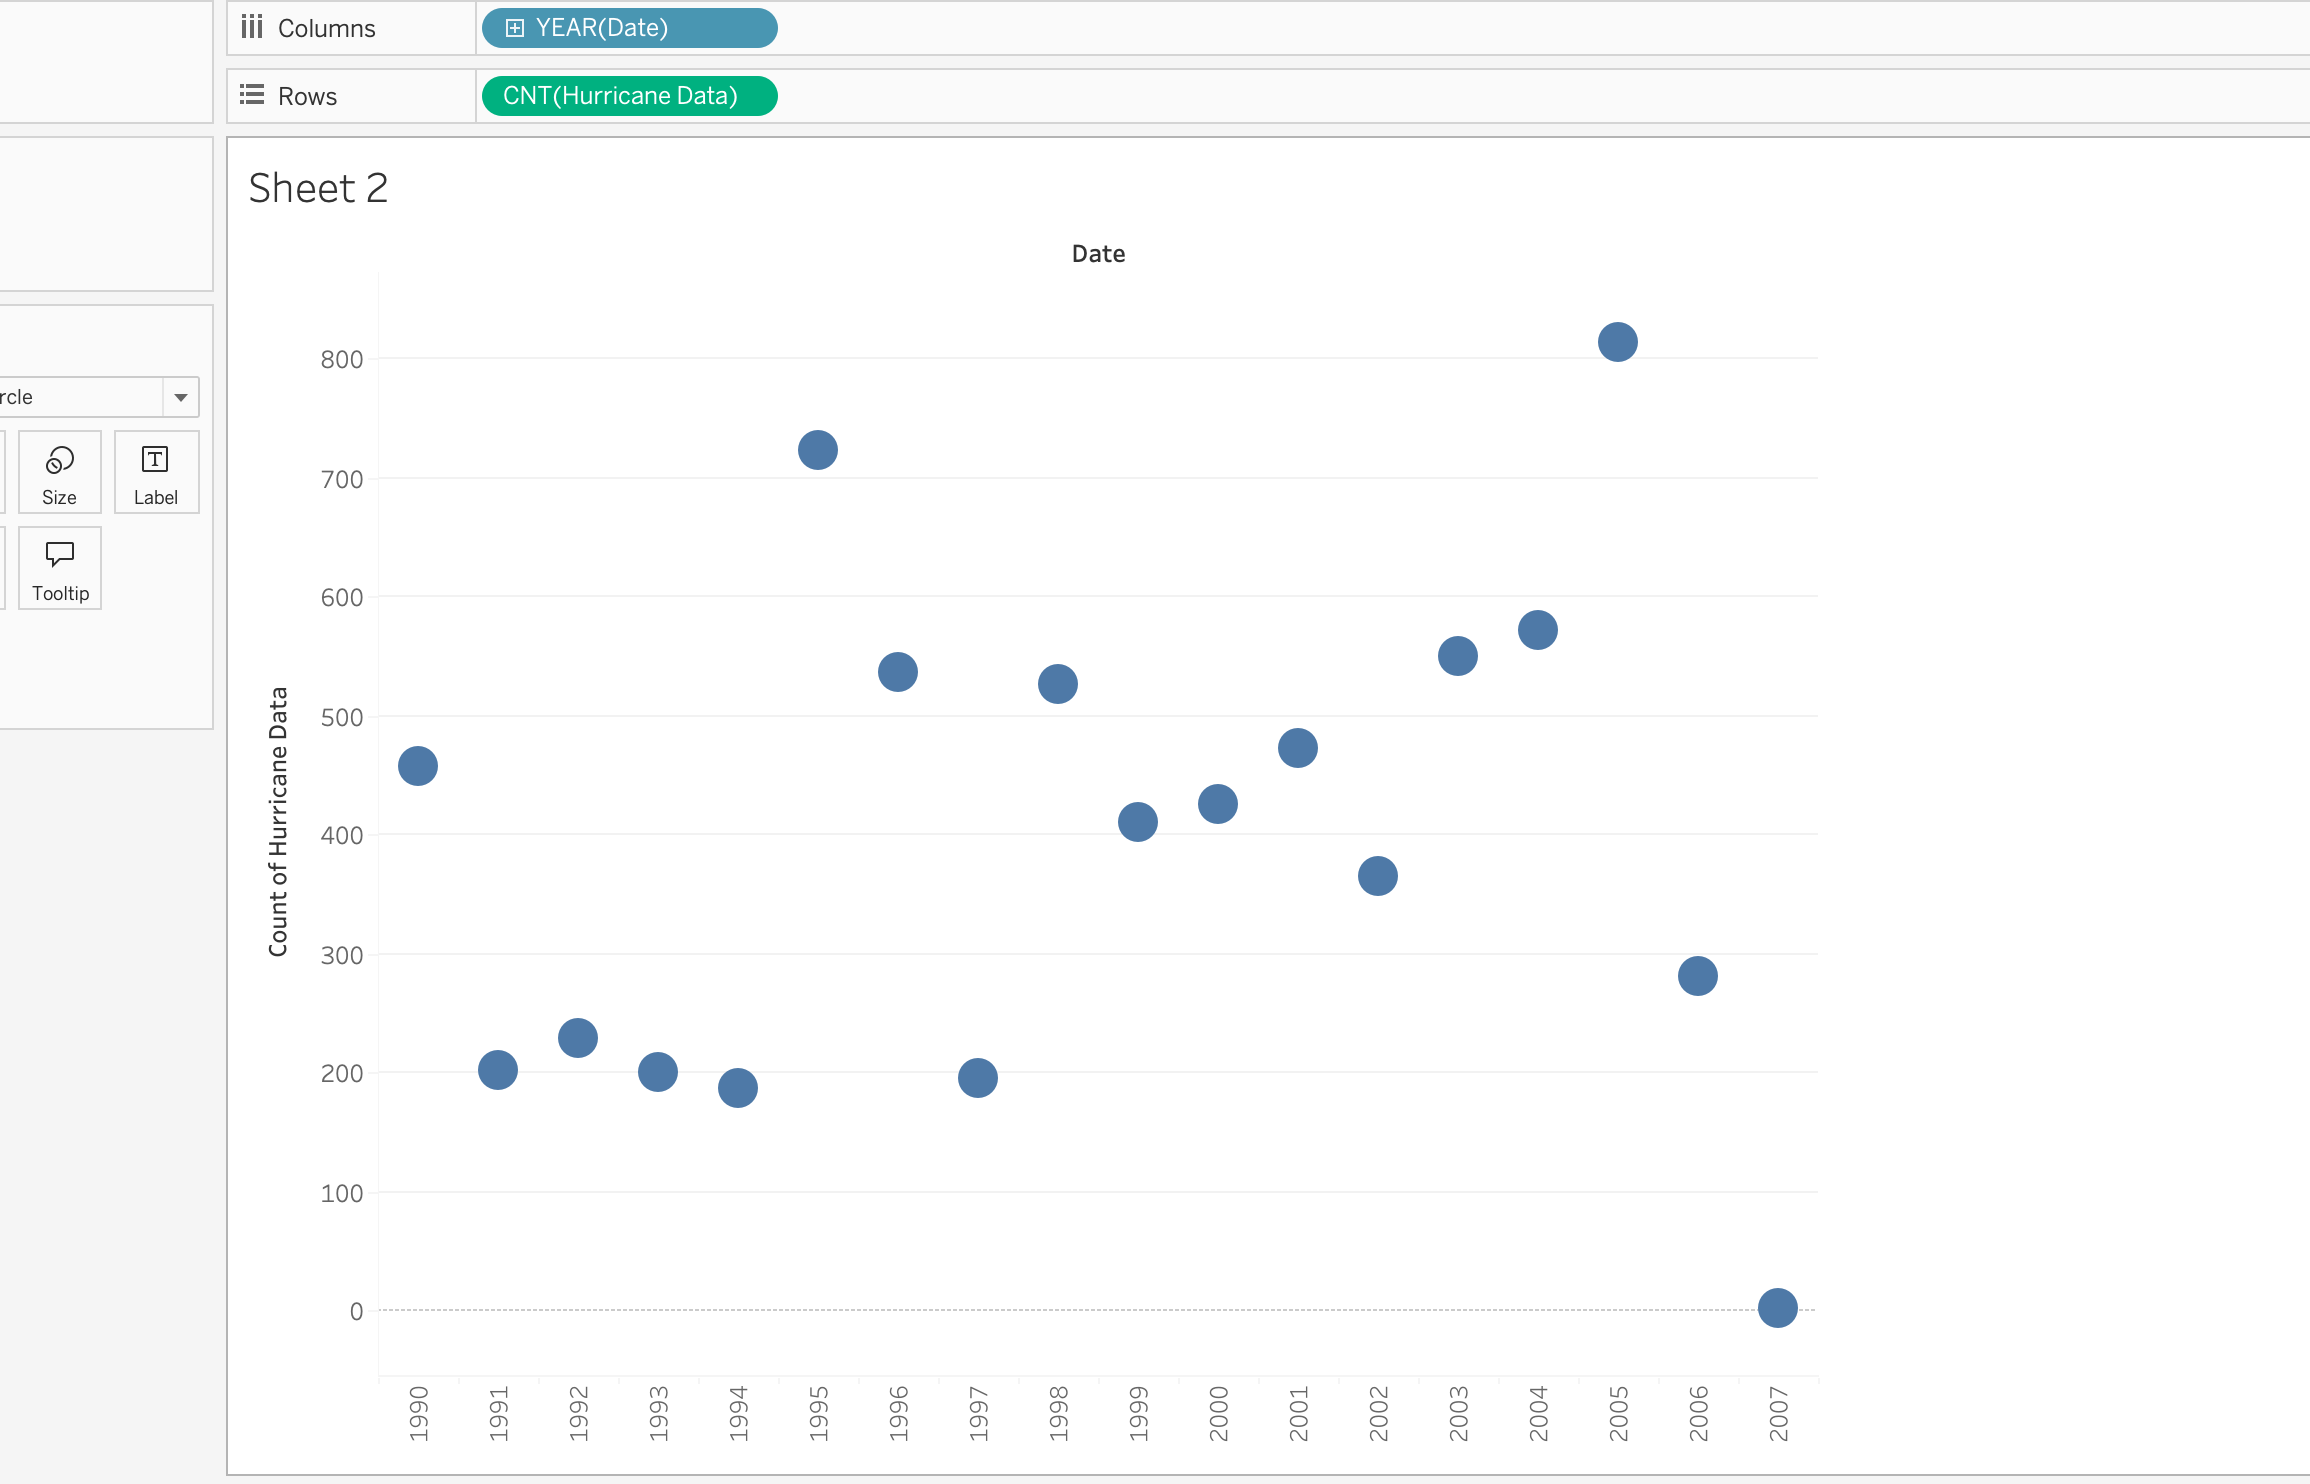 Columns
YEAR(Date)
Rows
CNT(Hurricane Data)
Sheet 2
Date
rcle
Size
Label
Tooltip
Count of Hurricane Data
800
700
600
500
400
300
200
100
0
1990
1991
1992
1993
1994
1995
1996
1997
1998
1999
2000
2001
2002
2003
2004
2005
2006
2007